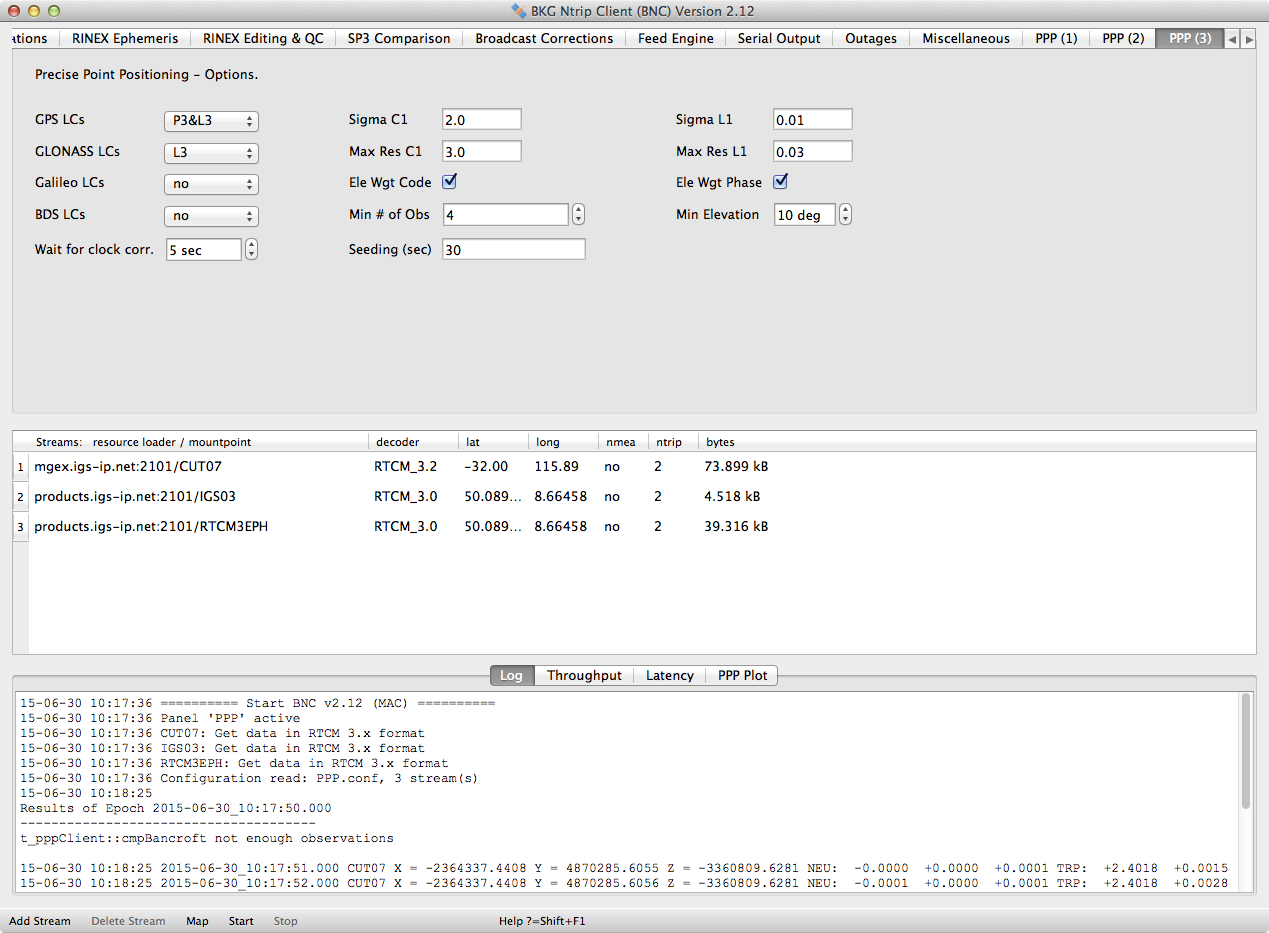 BKG Ntrip Client (BNC) Version 2.12
ations RINEX Ephemeris RINEX Editing & QC SP3 Comparison Broadcast Corrections Feed Engine Serial Output Outages Miscellaneous PPP (1) PPP (2) PPP (3)
Precise Point Positioning - Options.
GPS LCs P3&L3 Sigma C1 2.0 Sigma L1 0.01
GLONASS LCs L3 Max Res C1 3.0 Max Res L1 0.03
Galileo LCs no Ele Wgt Code Ele Wgt Phase
BDS LCs no Min # of Obs 4 Min Elevation 10 deg
Wait for clock corr. 5 sec Seeding (sec) 30
Streams: resource loader / mountpoint decoder lat long nmea ntrip bytes
1 mgex.igs-ip.net:2101/CUT07 RTCM_3.2 -32.00 115.89 no 2 73.899 kB
2 products.igs-ip.net:2101/IGS03 RTCM_3.0 50.089... 8.66458 no 2 4.518 kB
3 products.igs-ip.net:2101/RTCM3EPH RTCM_3.0 50.089... 8.66458 no 2 39.316 kB
Log Throughput Latency PPP Plot
15-06-30 10:17:36 ========== Start BNC v2.12 (MAC) ==========
15-06-30 10:17:36 Panel 'PPP' active
15-06-30 10:17:36 CUT07: Get data in RTCM 3.x format
15-06-30 10:17:36 IGS03: Get data in RTCM 3.x format
15-06-30 10:17:36 RTCM3EPH: Get data in RTCM 3.x format
15-06-30 10:17:36 Configuration read: PPP.conf, 3 stream(s)
15-06-30 10:18:25
Results of Epoch 2015-06-30_10:17:50.000
--------------------------------------
t_pppClient::cmpBancroft not enough observations
15-06-30 10:18:25 2015-06-30_10:17:51.000 CUT07 X = -2364337.4408 Y = 4870285.6055 Z = -3360809.6281 NEU: -0.0000 +0.0000 +0.0001 TRP: +2.4018 +0.0015
15-06-30 10:18:25 2015-06-30_10:17:52.000 CUT07 X = -2364337.4408 Y = 4870285.6056 Z = -3360809.6281 NEU: -0.0001 +0.0000 +0.0001 TRP: +2.4018 +0.0028
Add Stream Delete Stream Map Start Stop Help ?=Shift+F1